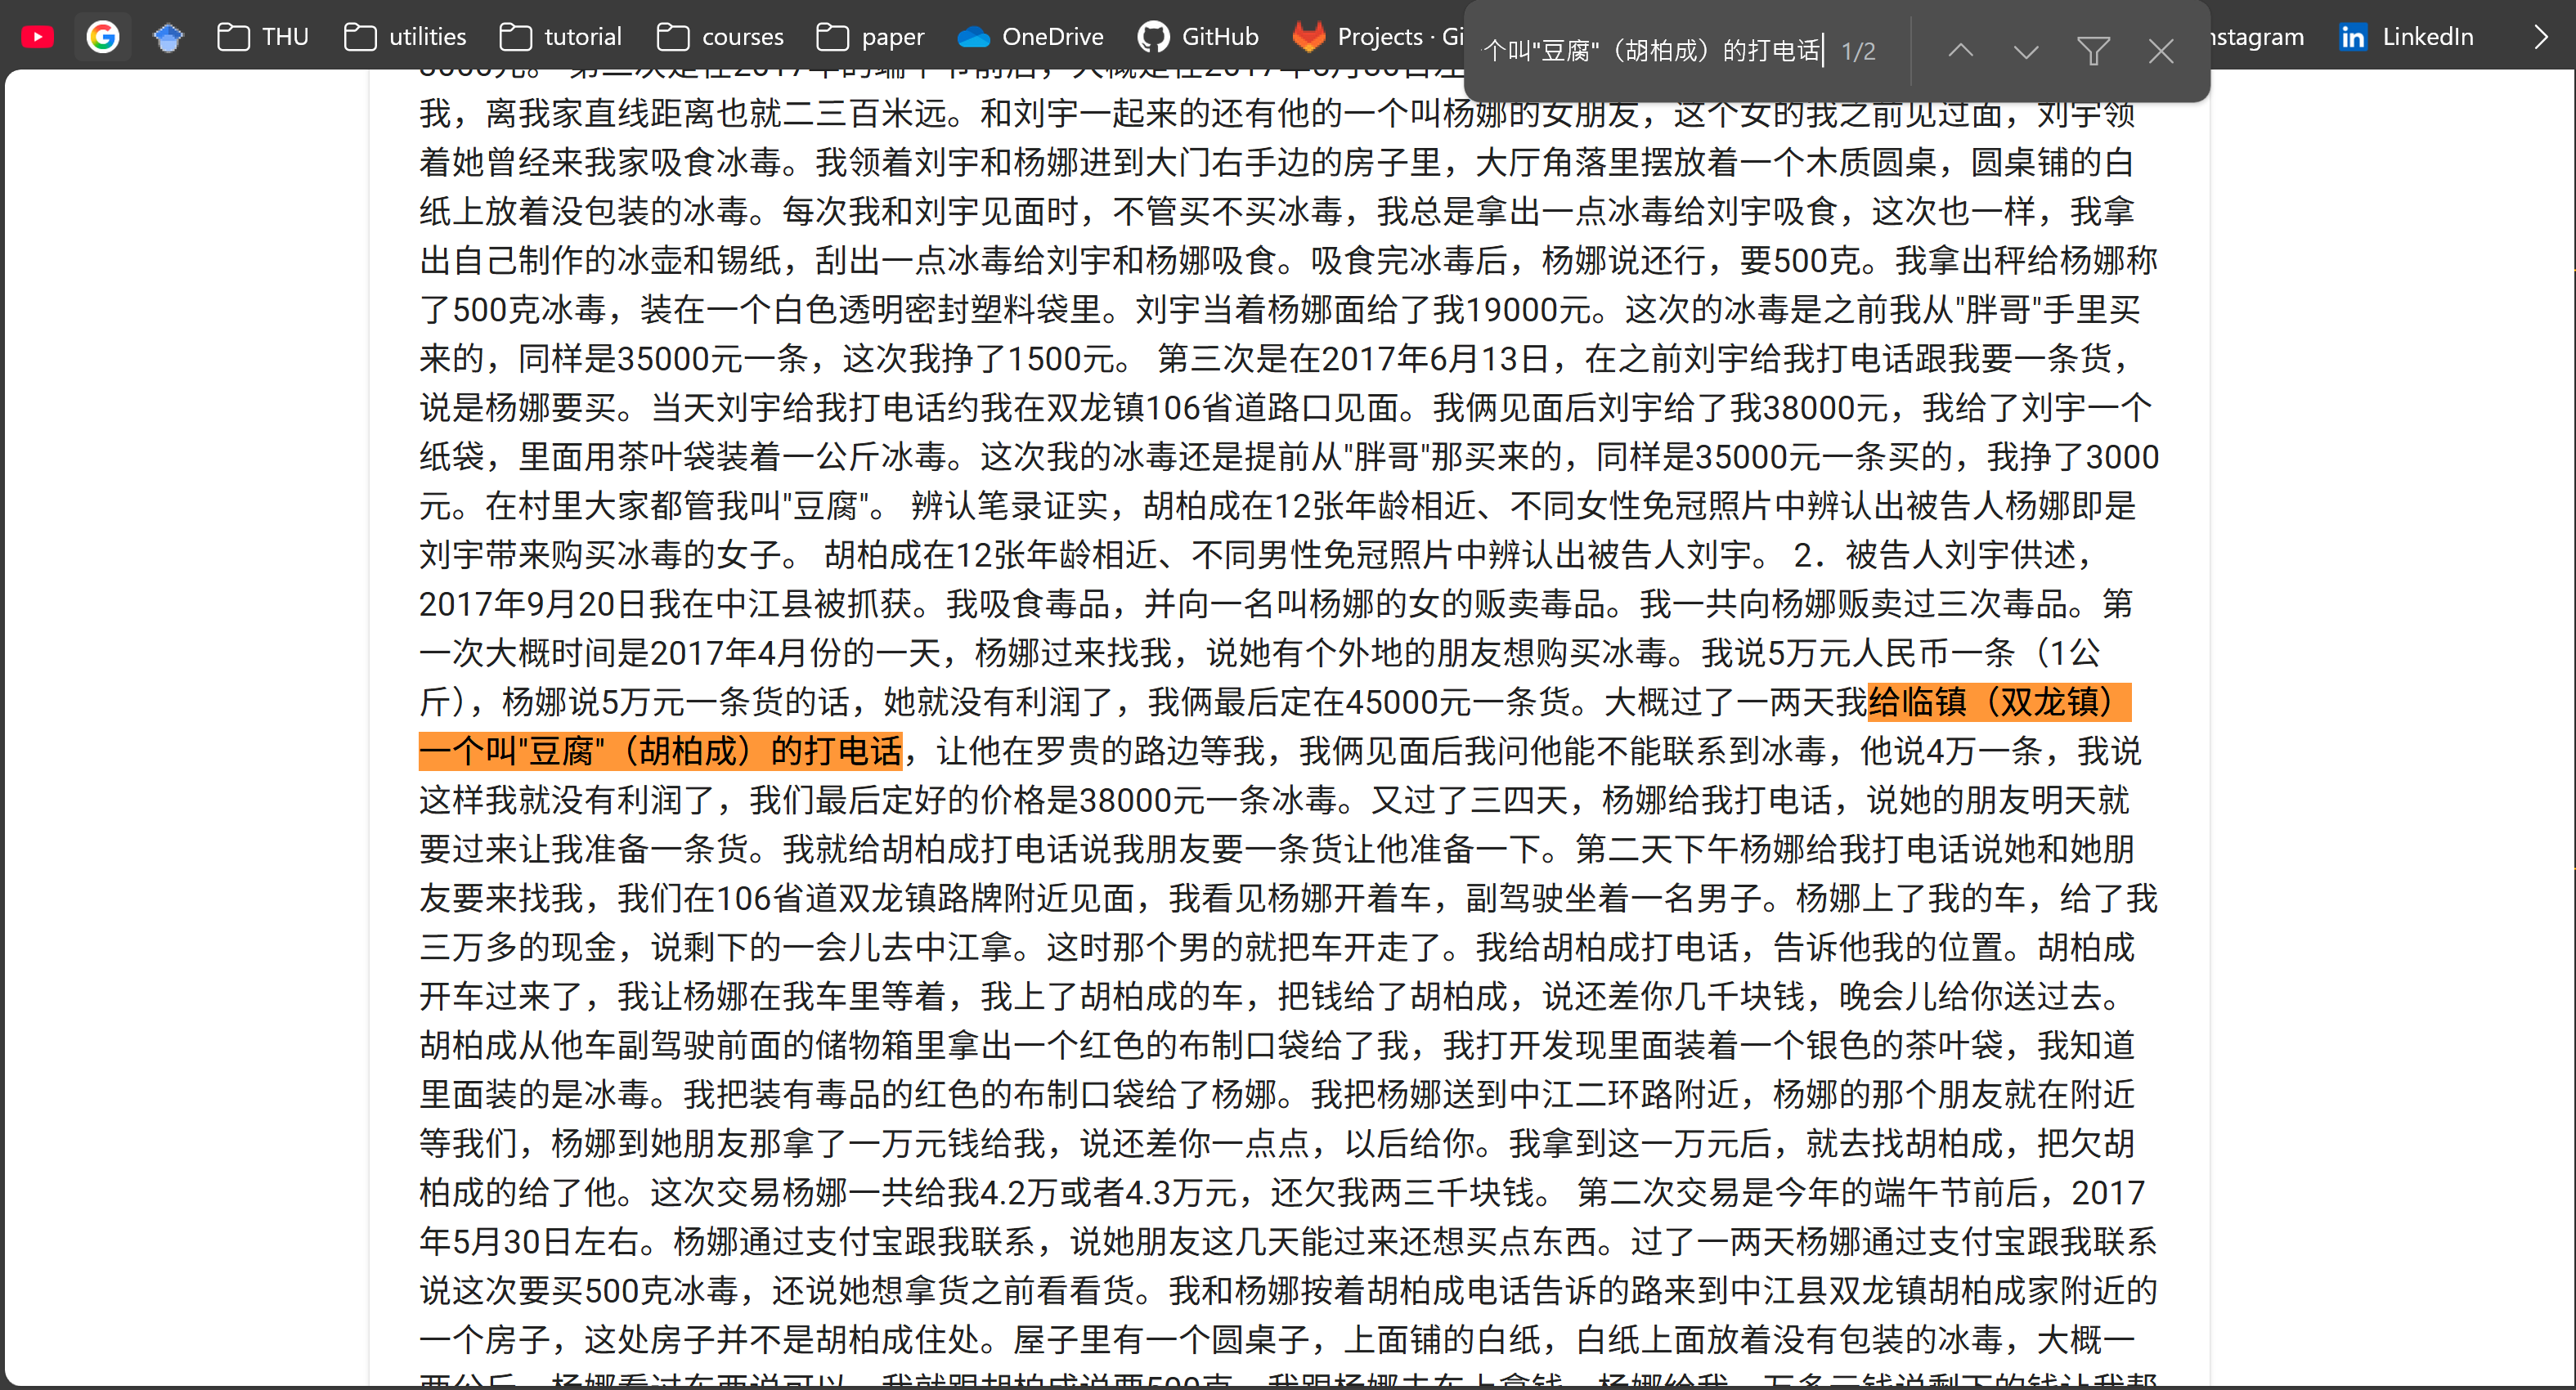 THU utilities tutorial courses paper OneDrive GitHub Projects · Gi 个叫"豆腐"（胡柏成）的打电话 1/2 nstagram LinkedIn
我，离我家直线距离也就二三百米远。和刘宇一起来的还有他的一个叫杨娜的女朋友，这个女的我之前见过面，刘宇领
着她曾经来我家吸食冰毒。我领着刘宇和杨娜进到大门右手边的房子里，大厅角落里摆放着一个木质圆桌，圆桌铺的白
纸上放着没包装的冰毒。每次我和刘宇见面时，不管买不买冰毒，我总是拿出一点冰毒给刘宇吸食，这次也一样，我拿
出自己制作的冰壶和锡纸，刮出一点冰毒给刘宇和杨娜吸食。吸食完冰毒后，杨娜说还行，要500克。我拿出秤给杨娜称
了500克冰毒，装在一个白色透明密封塑料袋里。刘宇当着杨娜面给了我19000元。这次的冰毒是之前我从"胖哥"手里买
来的，同样是35000元一条，这次我挣了1500元。 第三次是在2017年6月13日，在之前刘宇给我打电话跟我要一条货，
说是杨娜要买。当天刘宇给我打电话约我在双龙镇106省道路口见面。我俩见面后刘宇给了我38000元，我给了刘宇一个
纸袋，里面用茶叶袋装着一公斤冰毒。这次我的冰毒还是提前从"胖哥"那买来的，同样是35000元一条买的，我挣了3000
元。在村里大家都管我叫"豆腐"。 辨认笔录证实，胡柏成在12张年龄相近、不同女性免冠照片中辨认出被告人杨娜即是
刘宇带来购买冰毒的女子。 胡柏成在12张年龄相近、不同男性免冠照片中辨认出被告人刘宇。 2．被告人刘宇供述，
2017年9月20日我在中江县被抓获。我吸食毒品，并向一名叫杨娜的女的贩卖毒品。我一共向杨娜贩卖过三次毒品。第
一次大概时间是2017年4月份的一天，杨娜过来找我，说她有个外地的朋友想购买冰毒。我说5万元人民币一条（1公
斤），杨娜说5万元一条货的话，她就没有利润了，我俩最后定在45000元一条货。大概过了一两天我给临镇（双龙镇）
一个叫"豆腐"（胡柏成）的打电话，让他在罗贵的路边等我，我俩见面后我问他能不能联系到冰毒，他说4万一条，我说
这样我就没有利润了，我们最后定好的价格是38000元一条冰毒。又过了三四天，杨娜给我打电话，说她的朋友明天就
要过来让我准备一条货。我就给胡柏成打电话说我朋友要一条货让他准备一下。第二天下午杨娜给我打电话说她和她朋
友要来找我，我们在106省道双龙镇路牌附近见面，我看见杨娜开着车，副驾驶坐着一名男子。杨娜上了我的车，给了我
三万多的现金，说剩下的一会儿去中江拿。这时那个男的就把车开走了。我给胡柏成打电话，告诉他我的位置。胡柏成
开车过来了，我让杨娜在我车里等着，我上了胡柏成的车，把钱给了胡柏成，说还差你几千块钱，晚会儿给你送过去。
胡柏成从他车副驾驶前面的储物箱里拿出一个红色的布制口袋给了我，我打开发现里面装着一个银色的茶叶袋，我知道
里面装的是冰毒。我把装有毒品的红色的布制口袋给了杨娜。我把杨娜送到中江二环路附近，杨娜的那个朋友就在附近
等我们，杨娜到她朋友那拿了一万元钱给我，说还差你一点点，以后给你。我拿到这一万元后，就去找胡柏成，把欠胡
柏成的给了他。这次交易杨娜一共给我4.2万或者4.3万元，还欠我两三千块钱。 第二次交易是今年的端午节前后，2017
年5月30日左右。杨娜通过支付宝跟我联系，说她朋友这几天能过来还想买点东西。过了一两天杨娜通过支付宝跟我联系
说这次要买500克冰毒，还说她想拿货之前看看货。我和杨娜按着胡柏成电话告诉的路来到中江县双龙镇胡柏成家附近的
一个房子，这处房子并不是胡柏成住处。屋子里有一个圆桌子，上面铺的白纸，白纸上面放着没有包装的冰毒，大概一